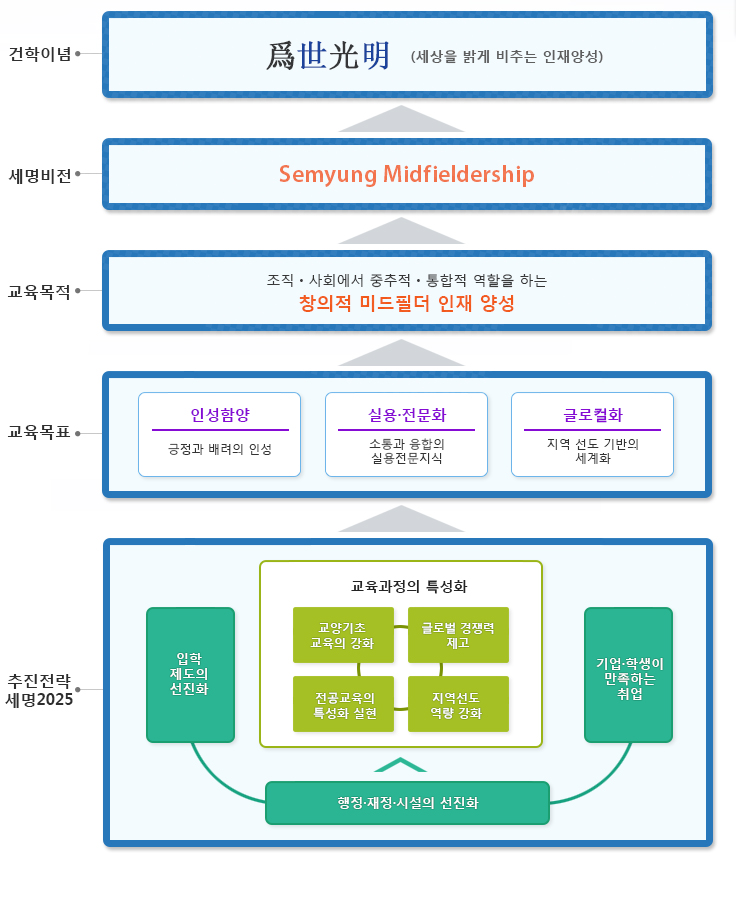 건학이념
爲世光明 (세상을 밝게 비추는 인재양성)
세명비전
Semyung Midfieldership
교육목적
조직·사회에서 중추적·통합적 역할을 하는
창의적 미드필더 인재 양성
교육목표
인성함양
긍정과 배려의 인성
실용·전문화
소통과 융합의
실용전문지식
글로컬화
지역 선도 기반의
세계화
추진전략
세명2025
입학
제도의
선진화
교육과정의 특성화
교양기초
교육의 강화
글로벌 경쟁력
제고
전공교육의
특성화 실현
지역선도
역량 강화
기업·학생이
만족하는
취업
행정·재정·시설의 선진화